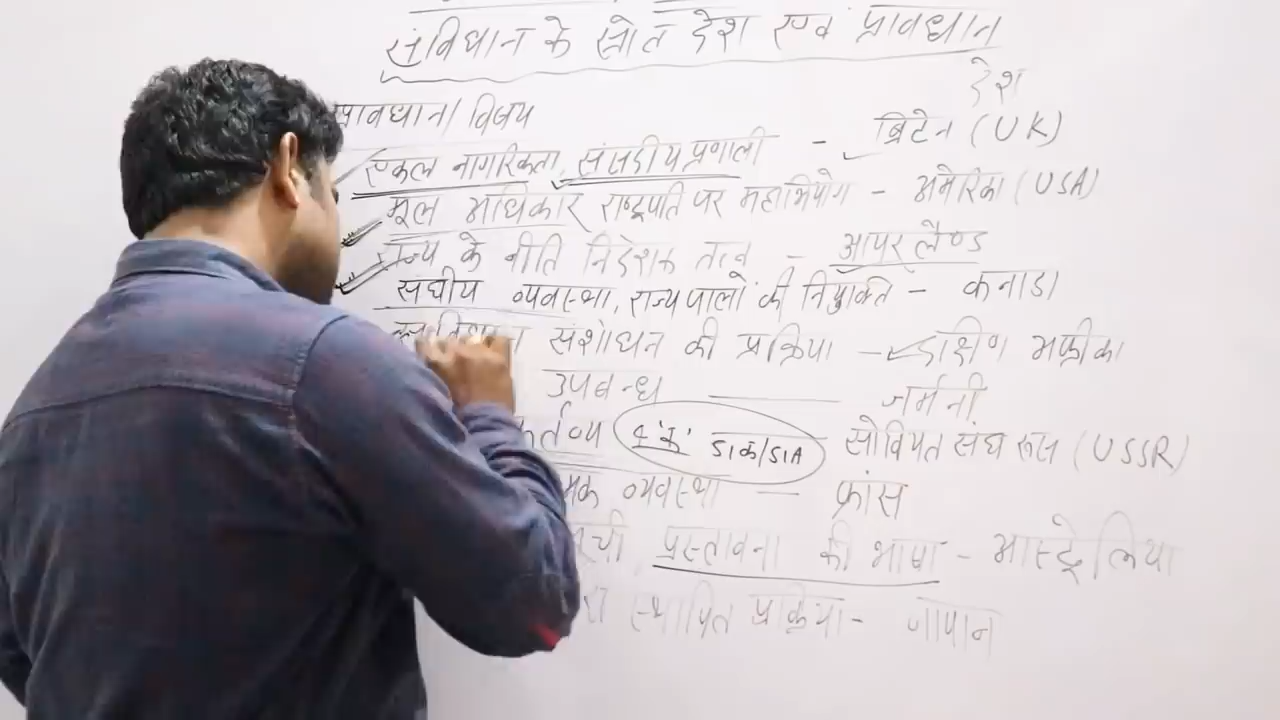 संविधान के स्रोत देश एवं प्रावधान
प्रावधान/विषय देश
एकल नागरिकता, संसदीय प्रणाली - ब्रिटेन (UK)
मूल अधिकार राष्ट्रपति पर महाभियोग - अमेरिका (USA)
राज्य के नीति निदेशक तत्व - आयरलैण्ड
संघीय व्यवस्था, राज्यपालों की नियुक्ति - कनाडा
संशोधन की प्रक्रिया - दक्षिण अफ्रीका
उपबन्ध — जर्मनी
र्तव्य 4'क' 51क/51A सोवियत संघ रूस (USSR)
मक व्यवस्था — फ्रांस
सूची प्रस्तावना की भाषा - आस्ट्रेलिया
रा स्थापित प्रक्रिया - जापान